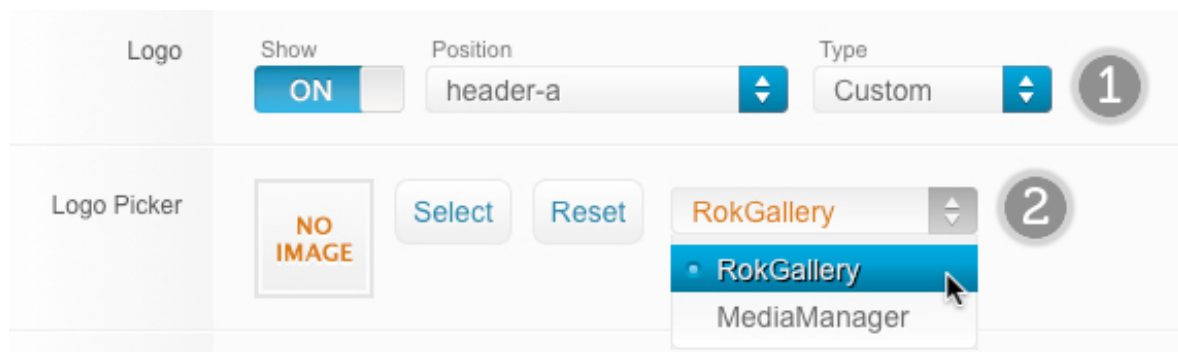 Logo
Show
Position
Type
ON
header-a
Custom
1
Logo Picker
NO
IMAGE
Select
Reset
RokGallery
2
RokGallery
MediaManager